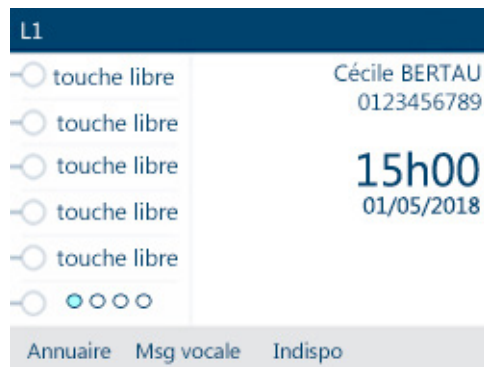 L1
touche libre
touche libre
touche libre
touche libre
touche libre
Cécile BERTAU
0123456789
15h00
01/05/2018
Annuaire Msg vocale Indispo